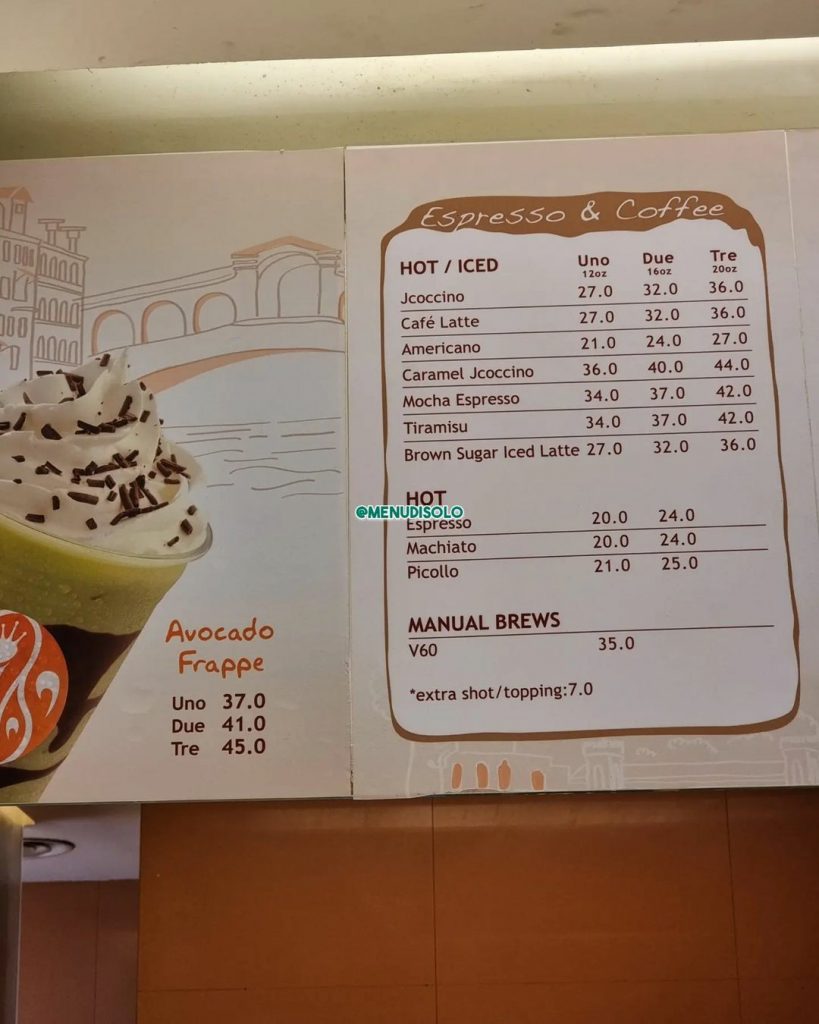 Espresso & Coffee
HOT / ICED Uno Due Tre
12oz 16oz 20oz
Jcoccino 27.0 32.0 36.0
Café Latte 27.0 32.0 36.0
Americano 21.0 24.0 27.0
Caramel Jcoccino 36.0 40.0 44.0
Mocha Espresso 34.0 37.0 42.0
Tiramisu 34.0 37.0 42.0
Brown Sugar Iced Latte 27.0 32.0 36.0
HOT
@MENUDISOLO
Espresso 20.0 24.0
Machiato 20.0 24.0
Picollo 21.0 25.0
MANUAL BREWS
V60 35.0
*extra shot/topping:7.0
Avocado
Frappe
Uno 37.0
Due 41.0
Tre 45.0